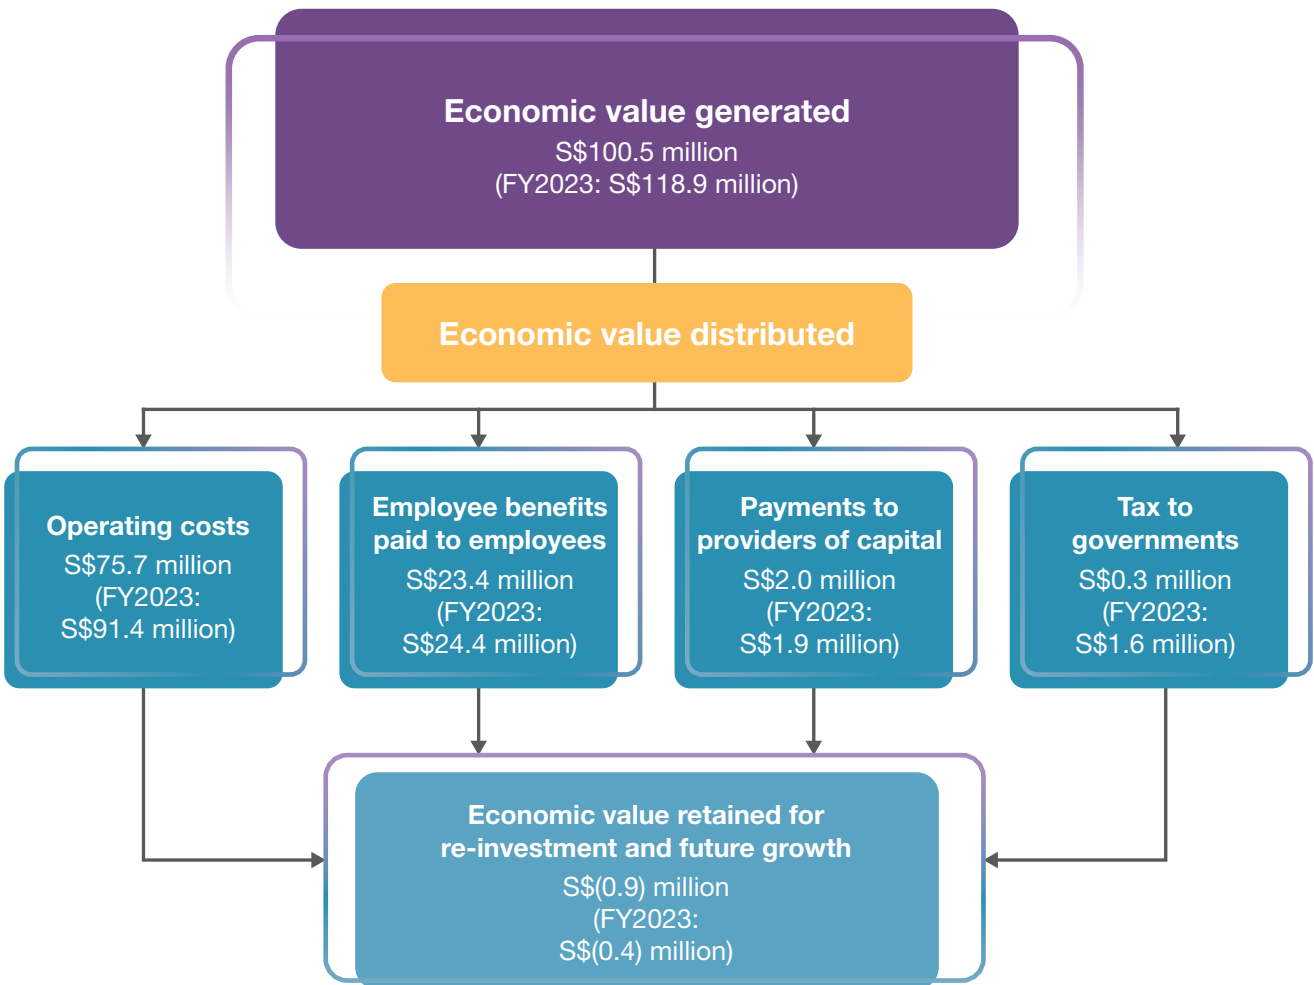 Economic value generated
S$100.5 million
(FY2023: S$118.9 million)
Economic value distributed
Operating costs
S$75.7 million
(FY2023:
S$91.4 million)
Employee benefits
paid to employees
S$23.4 million
(FY2023:
S$24.4 million)
Payments to
providers of capital
S$2.0 million
(FY2023:
S$1.9 million)
Tax to
governments
S$0.3 million
(FY2023:
S$1.6 million)
Economic value retained for
re-investment and future growth
S$(0.9) million
(FY2023:
S$(0.4) million)